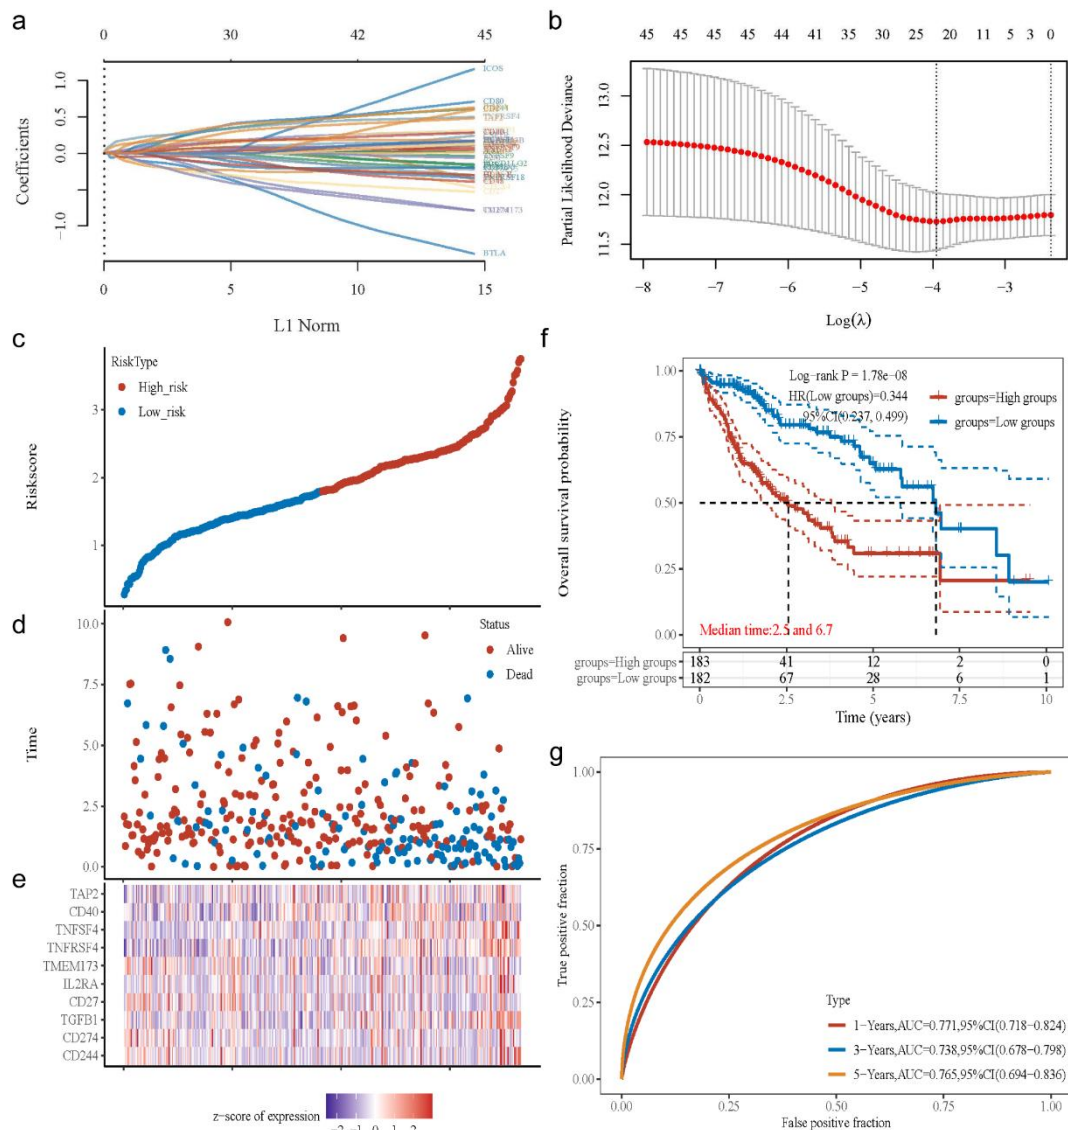 a
0 30 42 45
1.0
0.5
0.0
−1.0
Coefficients
ICOS
BTLA
0 5 10 15
L1 Norm
b
45 45 45 45 44 41 35 30 25 20 11 5 3 0
13.0
12.5
12.0
11.5
Partial Likelihood Deviance
−8 −7 −6 −5 −4 −3
Log(λ)
c
RiskType
High_risk
Low_risk
3
2
1
Riskscore
d
Status
Alive
Dead
10.0
7.5
5.0
2.5
0.0
Time
e
TAP2
CD40
TNFSF4
TNFRSF4
TMEM173
IL2RA
CD27
TGFB1
CD274
CD244
z−score of expression
−2 −1 0 1 2
f
1.00
0.75
0.50
0.25
0.00
Overall survival probability
Log−rank P = 1.78e−08
HR(Low groups)=0.344
95%CI(0.237, 0.499)
groups=High groups
groups=Low groups
Median time:2.5 and 6.7
groups=High groups 183 41 12 2 0
groups=Low groups 182 67 28 6 1
0 2.5 5 7.5 10
Time (years)
g
1.00
0.75
0.50
0.25
0.00
True positive fraction
Type
1−Years,AUC=0.771,95%CI(0.718−0.824)
3−Years,AUC=0.738,95%CI(0.678−0.798)
5−Years,AUC=0.765,95%CI(0.694−0.836)
0.00 0.25 0.50 0.75 1.00
False positive fraction